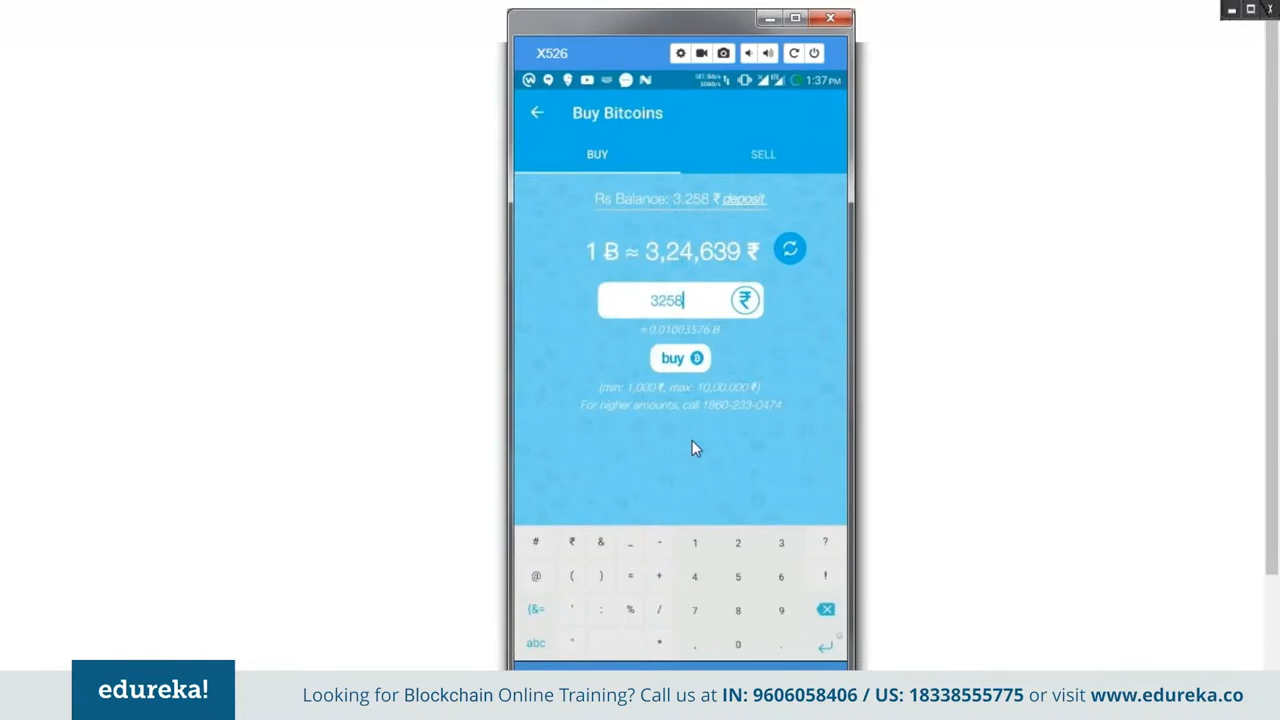 X526
587.5kb/s
1:37 PM
Buy Bitcoins
BUY SELL
Rs Balance: 3,258 ₹ deposit
1 Ƀ ≈ 3,24,639 ₹
3258 ₹
≈ 0.01003576 Ƀ
buy
(min: 1,000 ₹, max: 10,00,000 ₹)
For higher amounts, call 1860-233-0474
# ₹ & _ - 1 2 3 ?
@ ( ) = + 4 5 6 !
(&= ' : % / 7 8 9
abc " * , 0 .
edureka!
Looking for Blockchain Online Training? Call us at IN: 9606058406 / US: 18338555775 or visit www.edureka.co